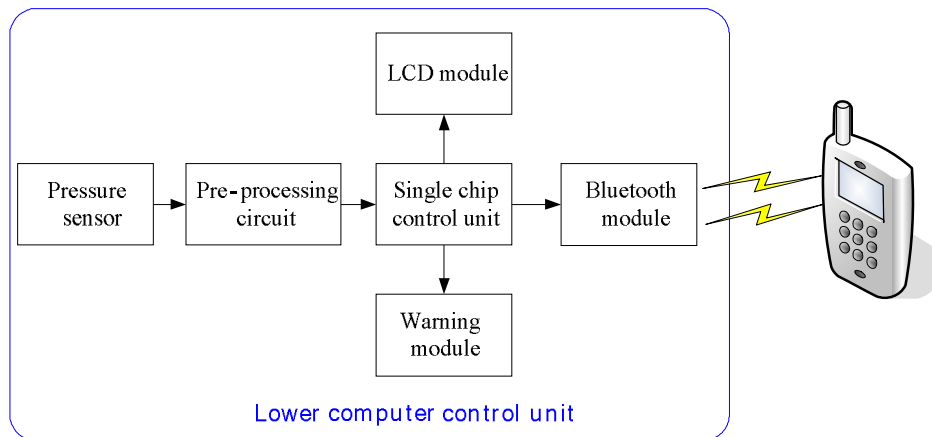 LCD module
Pressure
sensor
Pre-processing
circuit
Single chip
control unit
Bluetooth
module
Warning
module
Lower computer control unit